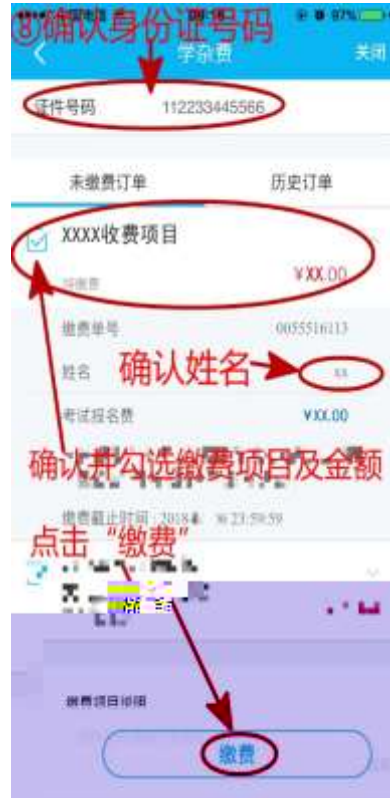 ⑧确认身份证号码
97%
学杂费
关闭
证件号码 112233445566
未缴费订单 历史订单
XXXX收费项目
待缴费 ¥XX.00
缴费单号 0055516113
姓名 确认姓名 xx
考试报名费 ¥XX.00
确认并勾选缴费项目及金额
缴费截止时间 2018 23:59:59
点击“缴费”
缴费项目详细
缴费